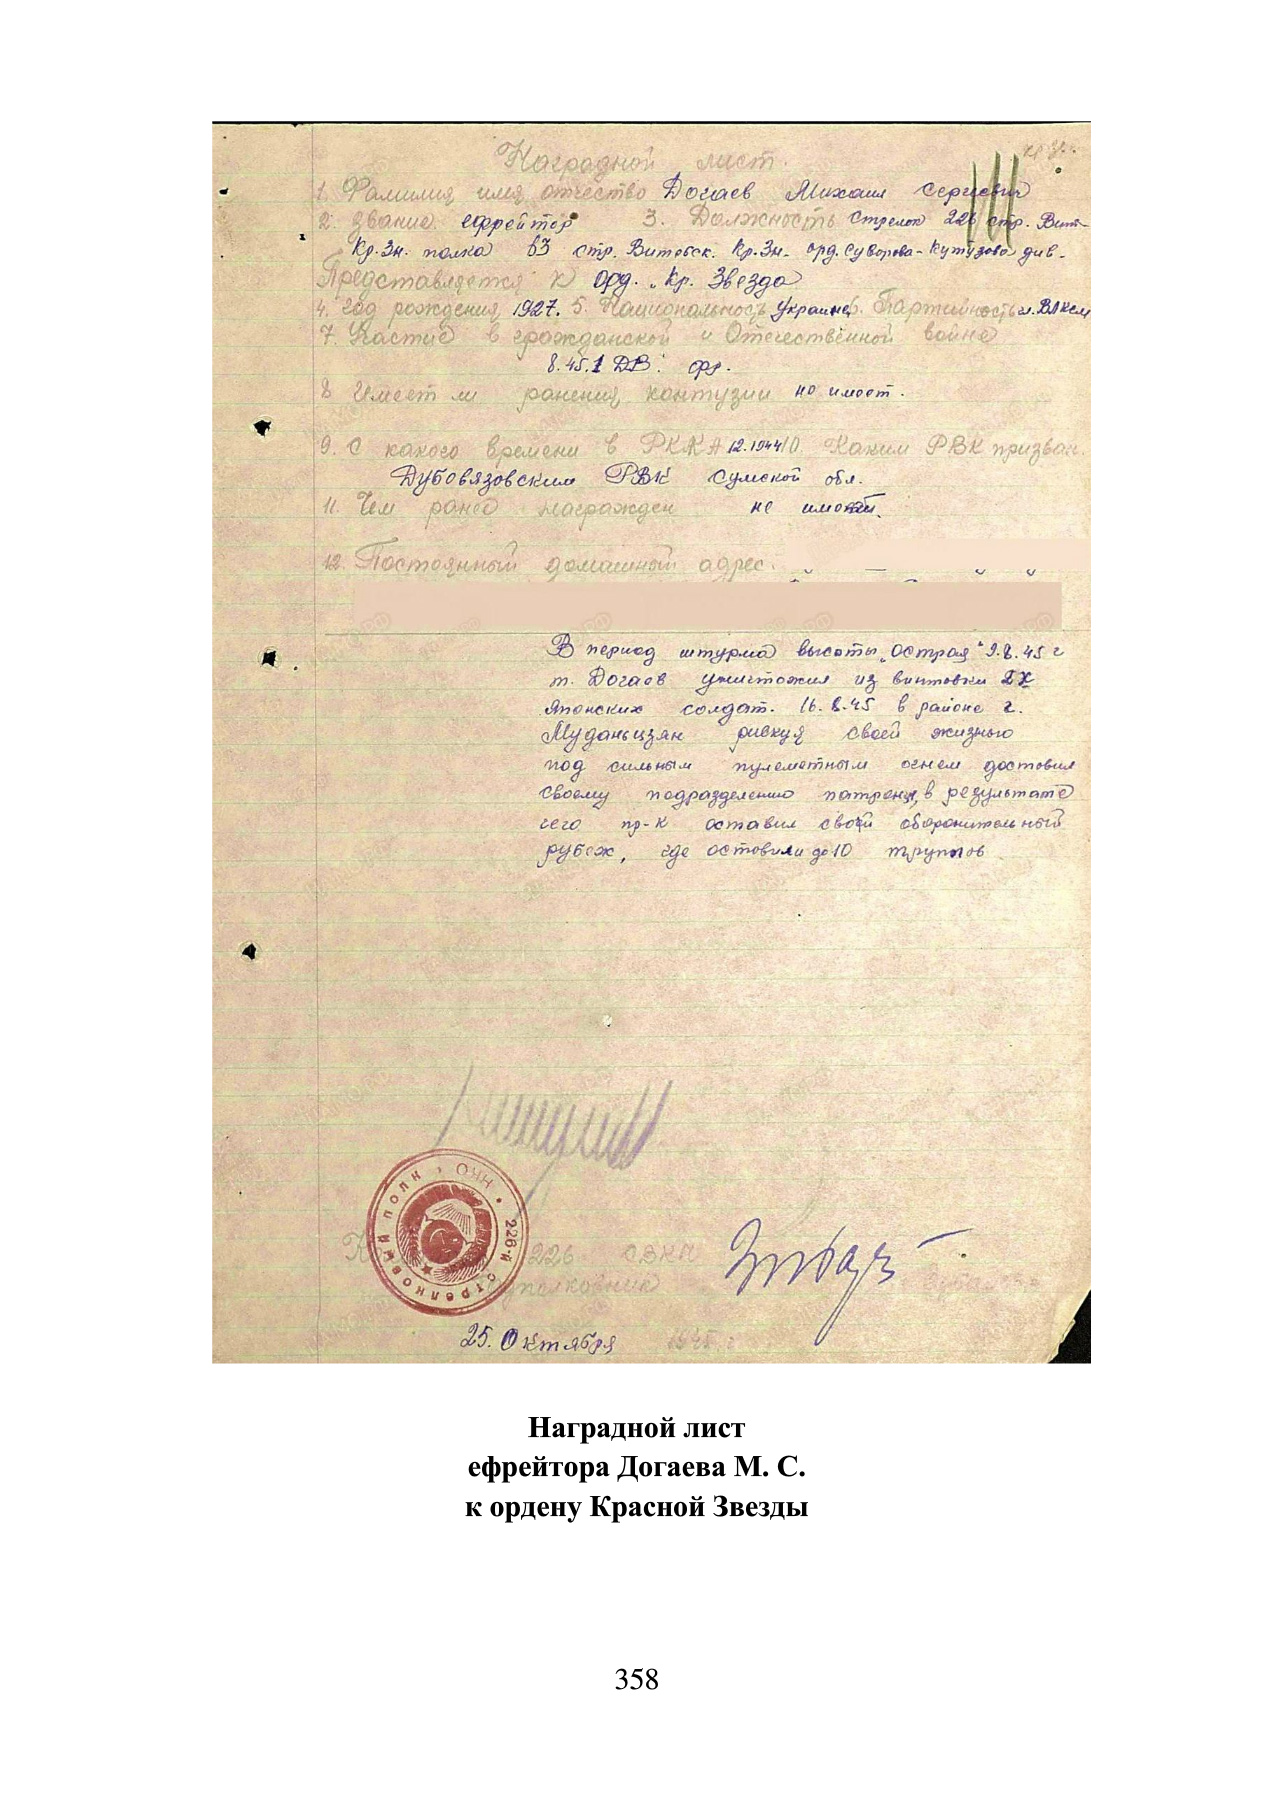 Наградной лист.
1. Фамилия имя отчество Догаев Михаил Сергеевич
2. Звание ефрейтор 3. Должность Стрелок 226 стр. Вит-
Кр.Зн. полка 63 стр. Витебск. Кр.Зн. орд. Суворова-Кутузова див.
Представляется к орд. „Кр. Звезда
4. год рождения 1927. 5. Национальность Украинец 6. Партийность чл. ВЛКСМ
7. Участие в гражданской и Отечественной войне
8.45. 1 ДВ. фр.
8 Имеет ли ранения контузии не имеет.
9. С какого времени в РККА 12.1944 10. Каким РВК призван.
Дубовязовским РВК Сумской обл.
11. Чем ранее награжден не имеет.
12. Постоянный домашный адрес.
В период штурма высоты „Острая" 9.8.45 г
т. Догаев уничтожил из винтовки 2х
Японских солдат. 16.8.45 в районе г.
Муданьцзян рискуя своей жизнью
под сильным пулеметным огнем доставил
своему подразделению патроны, в результате
чего пр-к оставил свой оборонительный
рубеж, где оставили до 10 трупов
226-й СТРЕЛКОВЫЙ ПОЛК • ОЧН •
226
25. Октября 1945 г.
Наградной лист
ефрейтора Догаева М. С.
к ордену Красной Звезды
358